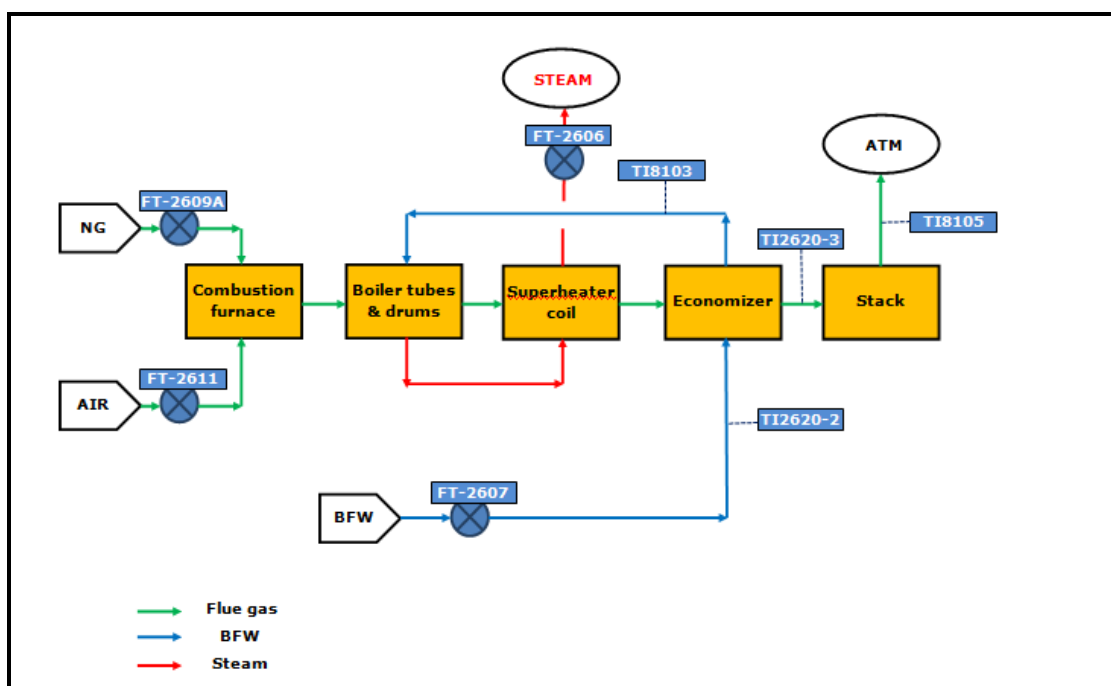 STEAM
FT-2606
TI8103
ATM
FT-2609A
NG
TI8105
TI2620-3
Combustion
furnace
Boiler tubes
& drums
Superheater
coil
Economizer
Stack
FT-2611
AIR
TI2620-2
FT-2607
BFW
Flue gas
BFW
Steam